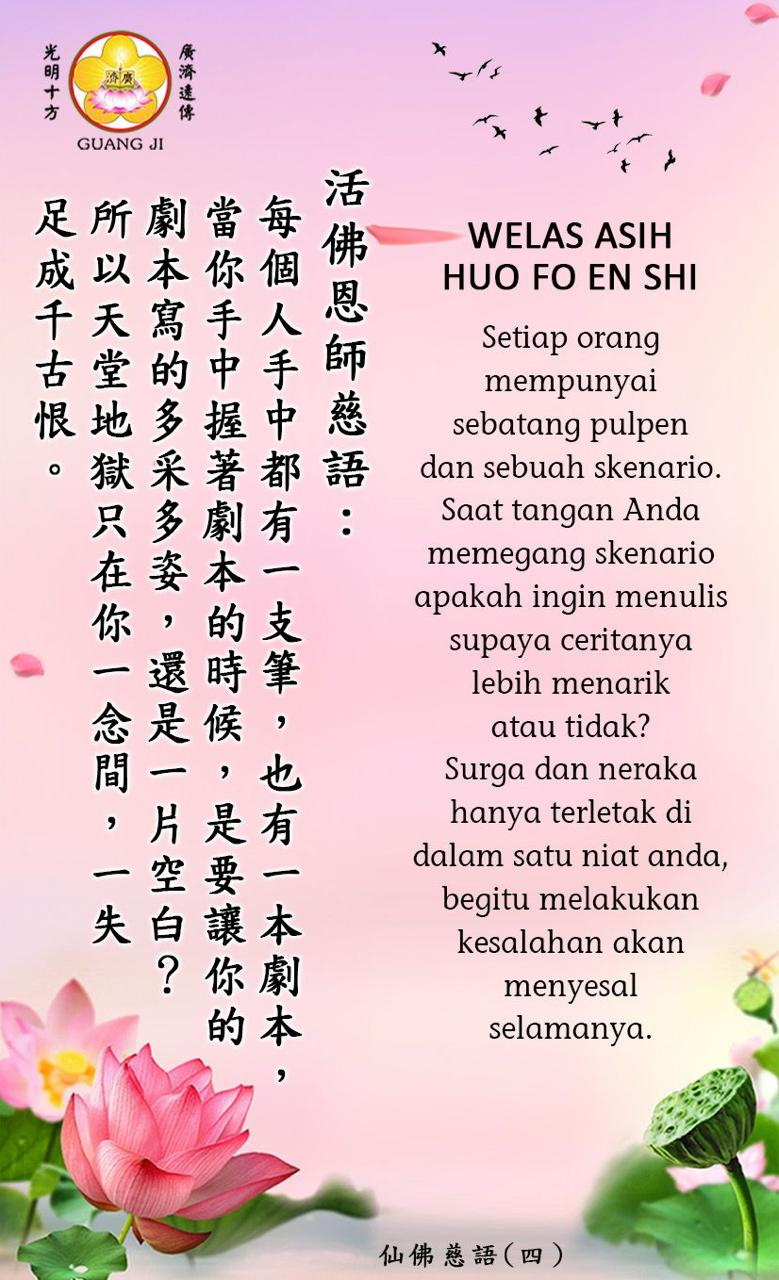 光明十方
廣濟遠傳
濟廣
GUANG JI
活佛恩師慈語：
每個人手中都有一支筆，也有一本劇本，
當你手中握著劇本的時候，是要讓你的
劇本寫的多采多姿，還是一片空白？
所以天堂地獄只在你一念間，一失
足成千古恨。
WELAS ASIH
HUO FO EN SHI
Setiap orang
mempunyai
sebatang pulpen
dan sebuah skenario.
Saat tangan Anda
memegang skenario
apakah ingin menulis
supaya ceritanya
lebih menarik
atau tidak?
Surga dan neraka
hanya terletak di
dalam satu niat anda,
begitu melakukan
kesalahan akan
menyesal
selamanya.
仙佛慈語(四)